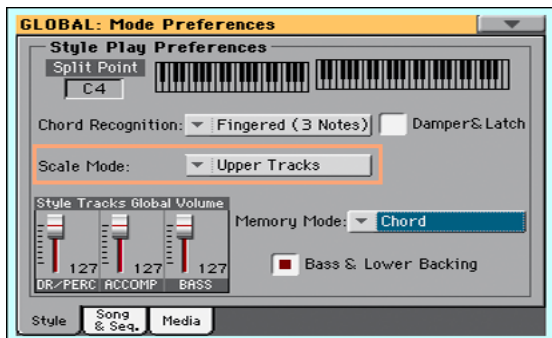 GLOBAL: Mode Preferences
Style Play Preferences
Split Point
C4
Chord Recognition: Fingered (3 Notes) Damper&Latch
Scale Mode: Upper Tracks
Style Tracks Global Volume
Memory Mode: Chord
127 127 127
Bass & Lower Backing
DR/PERC ACCOMP BASS
Style
Song
& Seq.
Media